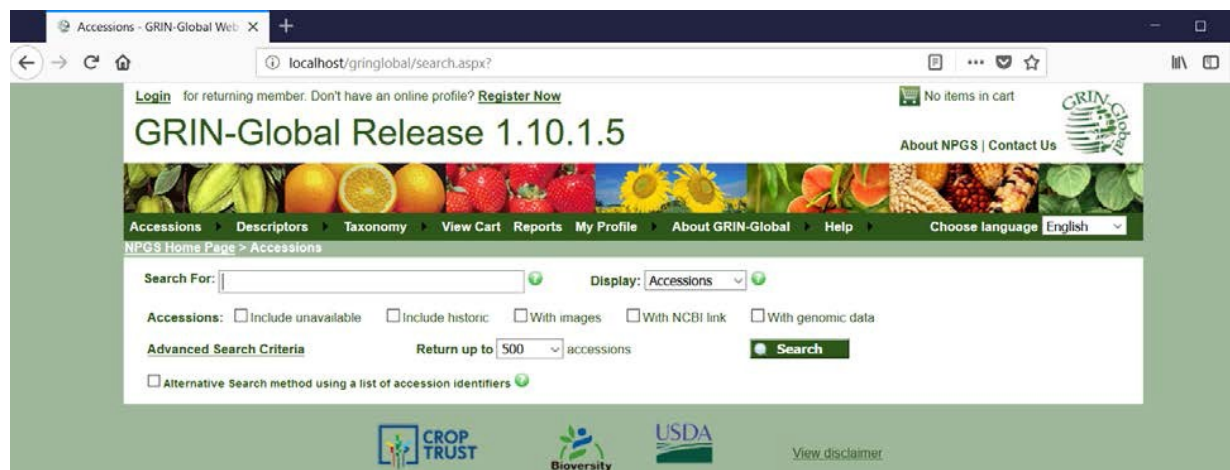 Accessions - GRIN-Global Web
localhost/gringlobal/search.aspx?
Login for returning member. Don't have an online profile? Register Now
No items in cart
GRIN-Global
GRIN-Global Release 1.10.1.5
About NPGS | Contact Us
Accessions Descriptors Taxonomy View Cart Reports My Profile About GRIN-Global Help Choose language English
NPGS Home Page > Accessions
Search For: Display: Accessions
Accessions: Include unavailable Include historic With images With NCBI link With genomic data
Advanced Search Criteria Return up to 500 accessions Search
Alternative Search method using a list of accession identifiers
CROP
TRUST
Bioversity
USDA
View disclaimer